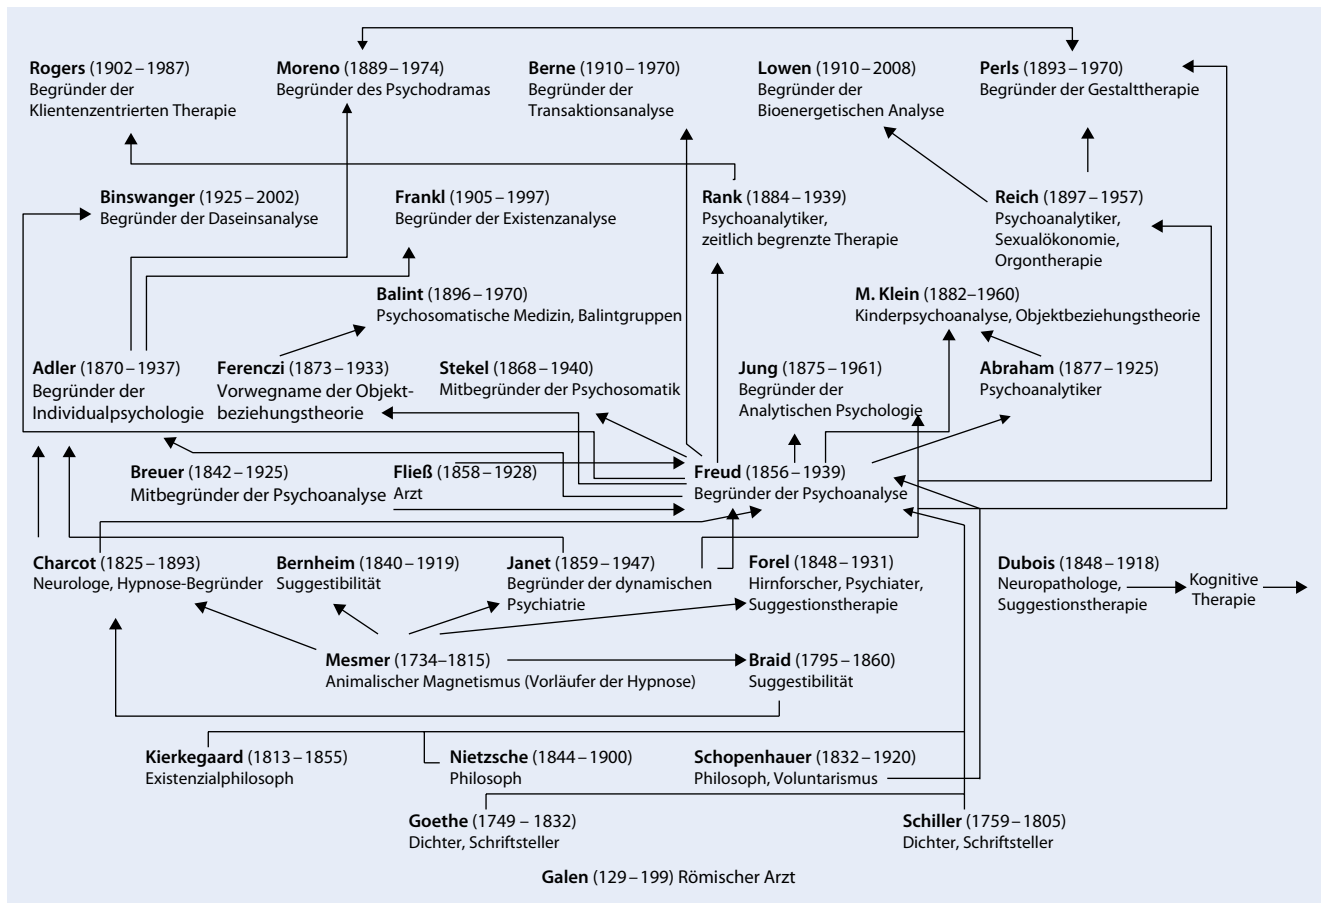 Rogers (1902–1987)
Begründer der
Klientenzentrierten Therapie
Moreno (1889–1974)
Begründer des Psychodramas
Berne (1910–1970)
Begründer der
Transaktionsanalyse
Lowen (1910–2008)
Begründer der
Bioenergetischen Analyse
Perls (1893–1970)
Begründer der Gestalttherapie
Binswanger (1925–2002)
Begründer der Daseinsanalyse
Frankl (1905–1997)
Begründer der Existenzanalyse
Rank (1884–1939)
Psychoanalytiker,
zeitlich begrenzte Therapie
Reich (1897–1957)
Psychoanalytiker,
Sexualökonomie,
Orgontherapie
Balint (1896–1970)
Psychosomatische Medizin, Balintgruppen
M. Klein (1882–1960)
Kinderpsychoanalyse, Objektbeziehungstheorie
Adler (1870–1937)
Begründer der
Individualpsychologie
Ferenczi (1873–1933)
Vorwegname der Objekt-
beziehungstheorie
Stekel (1868–1940)
Mitbegründer der Psychosomatik
Jung (1875–1961)
Begründer der
Analytischen Psychologie
Abraham (1877–1925)
Psychoanalytiker
Breuer (1842–1925)
Mitbegründer der Psychoanalyse
Fließ (1858–1928)
Arzt
Freud (1856–1939)
Begründer der Psychoanalyse
Charcot (1825–1893)
Neurologe, Hypnose-Begründer
Bernheim (1840–1919)
Suggestibilität
Janet (1859–1947)
Begründer der dynamischen
Psychiatrie
Forel (1848–1931)
Hirnforscher, Psychiater,
Suggestionstherapie
Dubois (1848–1918)
Neuropathologe,
Suggestionstherapie
Kognitive
Therapie
Mesmer (1734–1815)
Animalischer Magnetismus (Vorläufer der Hypnose)
Braid (1795–1860)
Suggestibilität
Kierkegaard (1813–1855)
Existenzialphilosoph
Nietzsche (1844–1900)
Philosoph
Schopenhauer (1832–1920)
Philosoph, Voluntarismus
Goethe (1749 – 1832)
Dichter, Schriftsteller
Schiller (1759–1805)
Dichter, Schriftsteller
Galen (129–199) Römischer Arzt